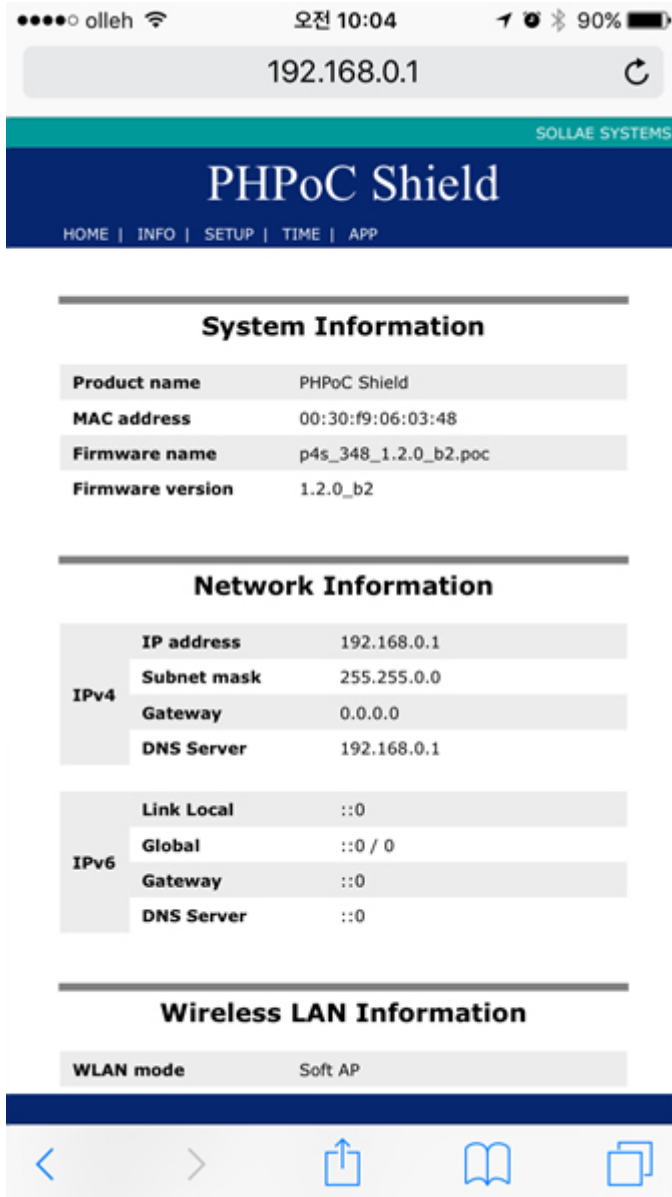 olleh 오전 10:04 90%
192.168.0.1
SOLLAE SYSTEMS
PHPoC Shield
HOME | INFO | SETUP | TIME | APP
System Information
Product name PHPoC Shield
MAC address 00:30:f9:06:03:48
Firmware name p4s_348_1.2.0_b2.poc
Firmware version 1.2.0_b2
Network Information
IPv4
IP address 192.168.0.1
Subnet mask 255.255.0.0
Gateway 0.0.0.0
DNS Server 192.168.0.1
IPv6
Link Local ::0
Global ::0 / 0
Gateway ::0
DNS Server ::0
Wireless LAN Information
WLAN mode Soft AP